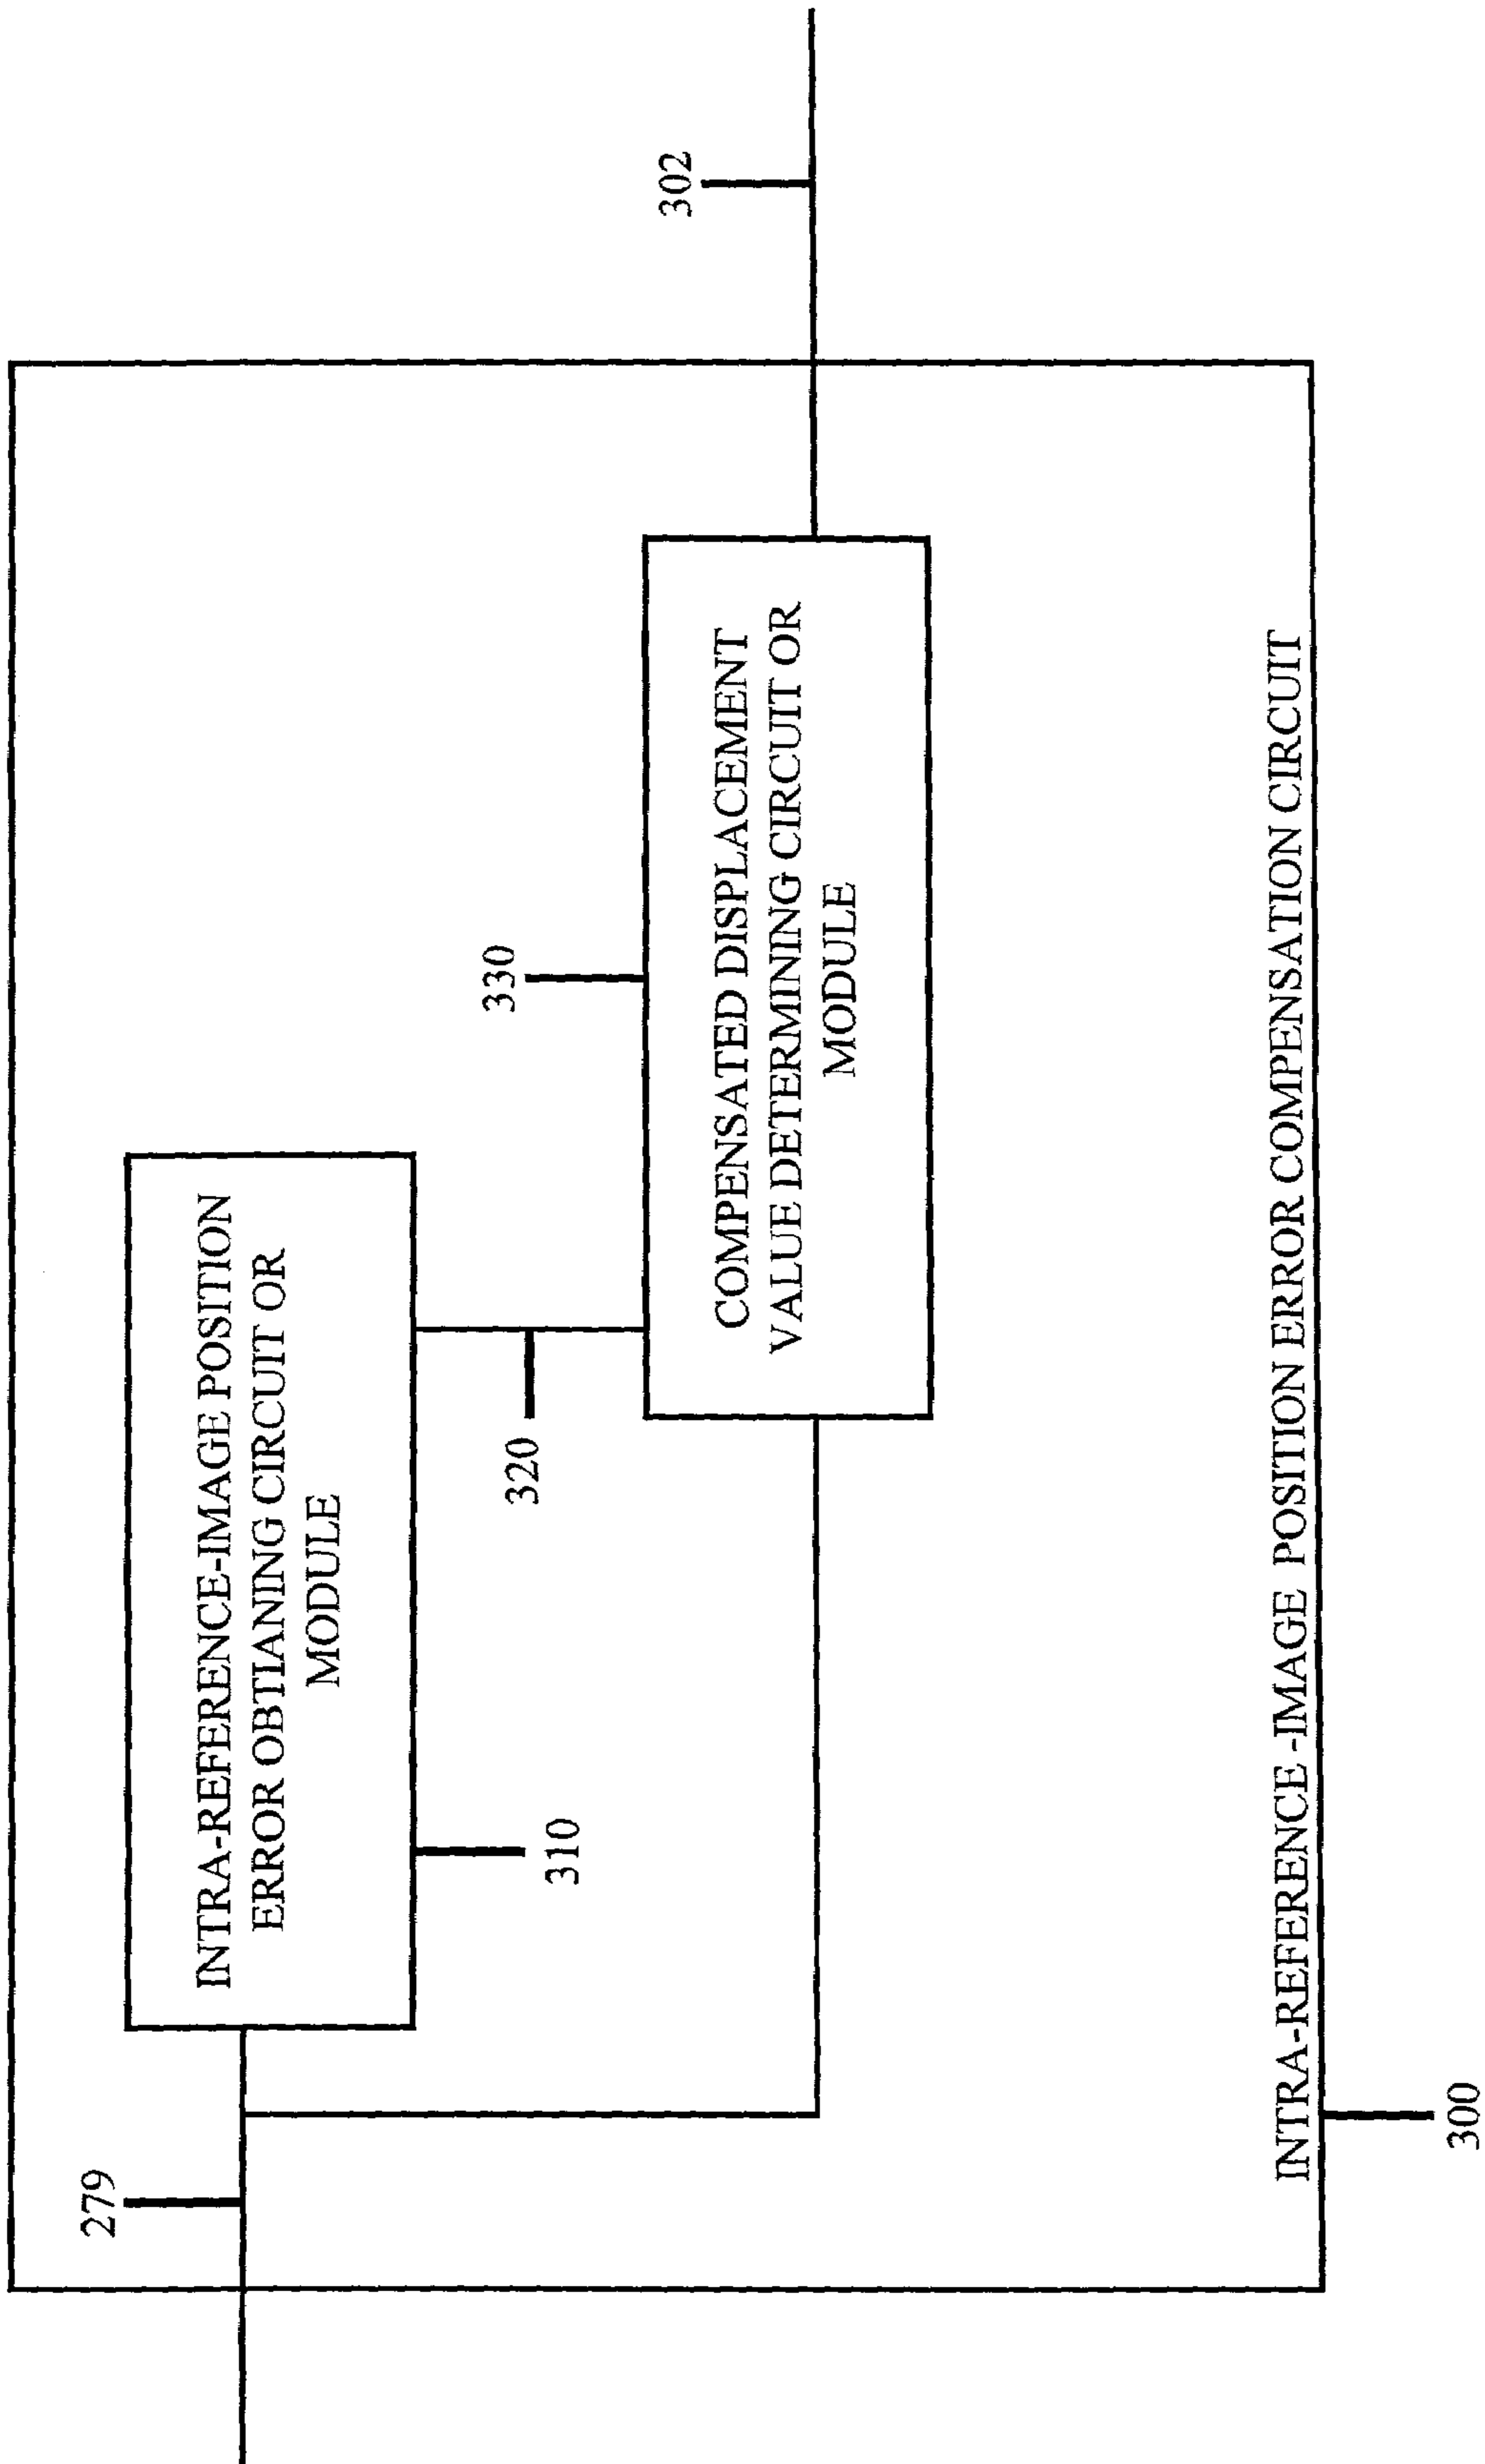 279
INTRA-REFERENCE-IMAGE POSITION
ERROR OBTIANING CIRCUIT OR
MODULE
310
320
330
COMPENSATED DISPLACEMENT
VALUE DETERMINING CIRCUIT OR
MODULE
302
INTRA-REFERENCE -IMAGE POSITION ERROR COMPENSATION CIRCUIT
300